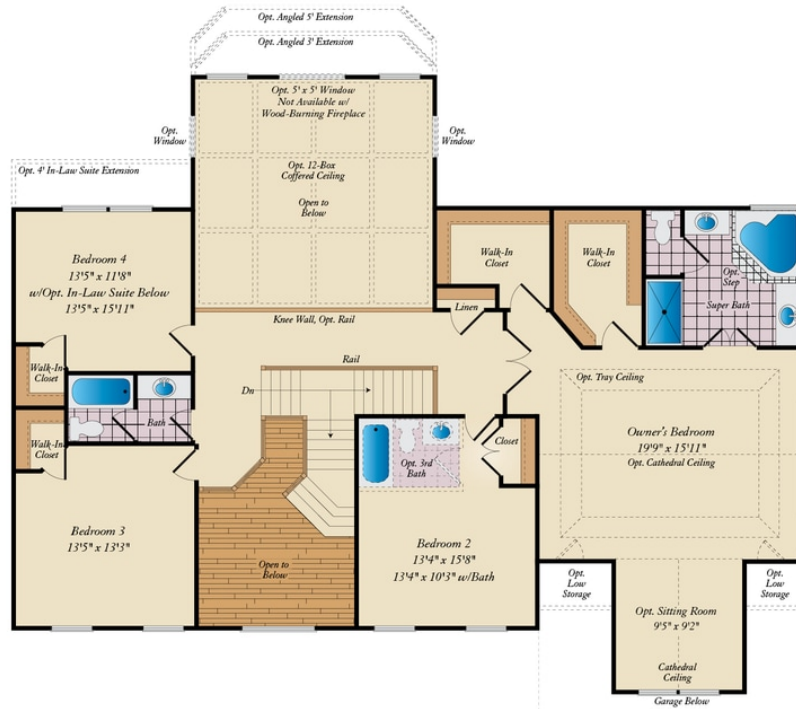 Opt. Angled 5' Extension
Opt. Angled 3' Extension
Opt. 5' x 5' Window
Not Available w/
Wood-Burning Fireplace
Opt.
Window
Opt.
Window
Opt. 4' In-Law Suite Extension
Opt. 12-Box
Coffered Ceiling
Open to
Below
Bedroom 4
13'5" x 11'8"
w/Opt. In-Law Suite Below
13'5" x 15'11"
Walk-In
Closet
Walk-In
Closet
Opt.
Step
Super Bath
Linen
Knee Wall, Opt. Rail
Rail
Dn
Walk-In
Closet
Bath
Walk-In
Closet
Opt. Tray Ceiling
Owner's Bedroom
19'9" x 15'11"
Opt. Cathedral Ceiling
Closet
Opt. 3rd
Bath
Bedroom 3
13'5" x 13'3"
Bedroom 2
13'4" x 15'8"
13'4" x 10'3" w/Bath
Open to
Below
Opt.
Low
Storage
Opt.
Low
Storage
Opt. Sitting Room
9'5" x 9'2"
Cathedral
Ceiling
Garage Below